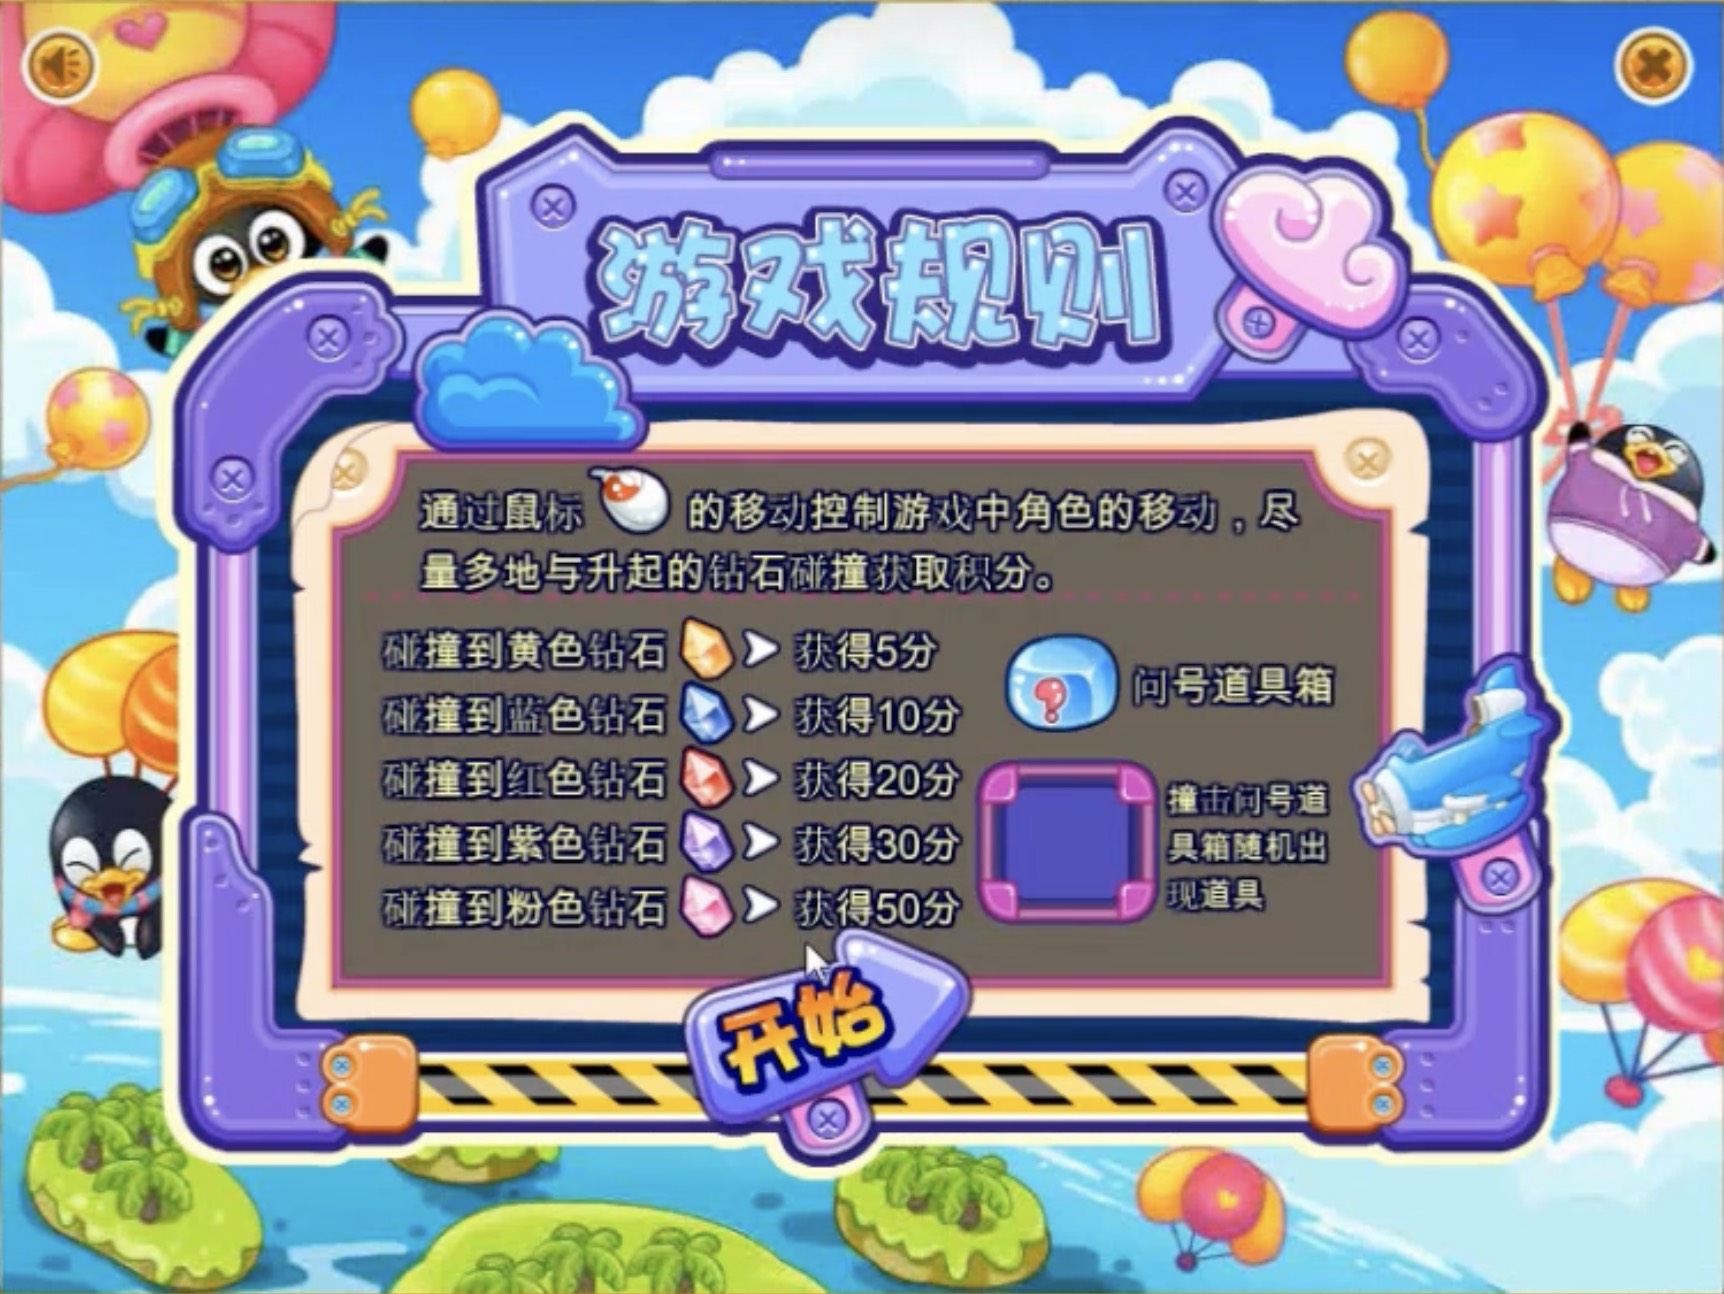 游戏规则
通过鼠标的移动控制游戏中角色的移动，尽
量多地与升起的钻石碰撞获取积分。
碰撞到黄色钻石 获得5分
碰撞到蓝色钻石 获得10分
碰撞到红色钻石 获得20分
碰撞到紫色钻石 获得30分
碰撞到粉色钻石 获得50分
?
问号道具箱
撞击问号道
具箱随机出
现道具
开始